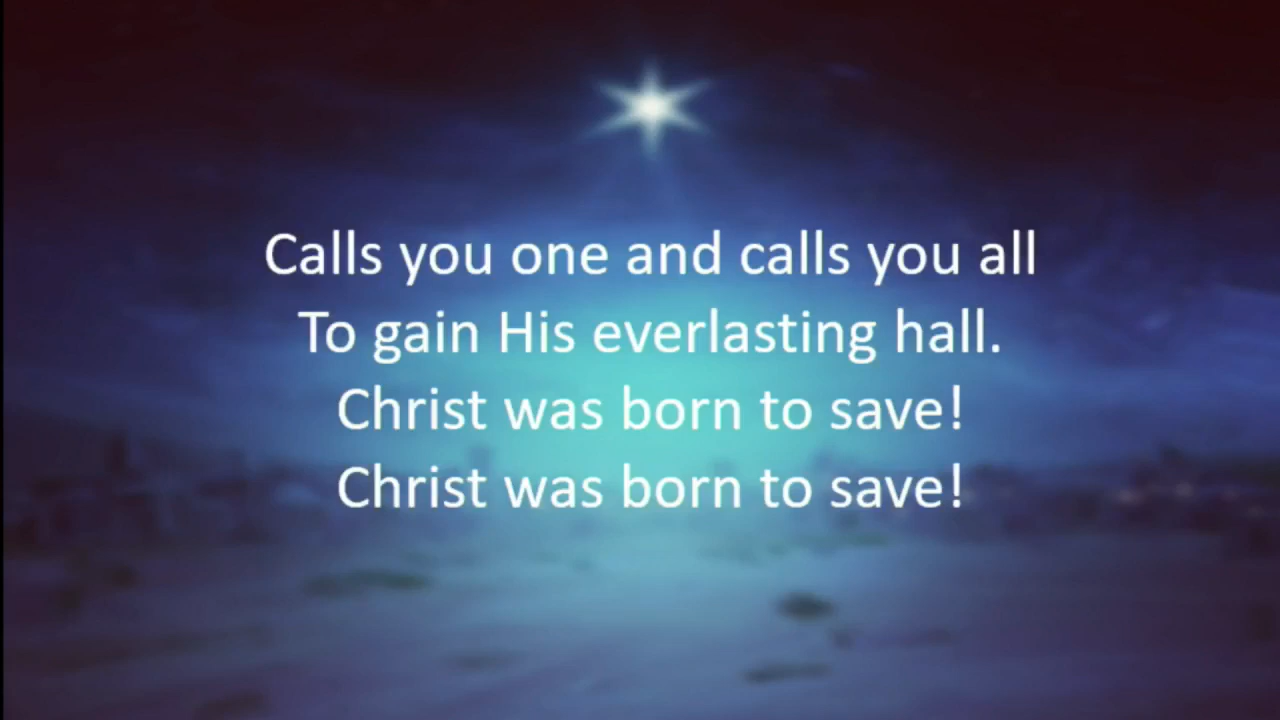 Calls you one and calls you all
To gain His everlasting hall.
Christ was born to save!
Christ was born to save!